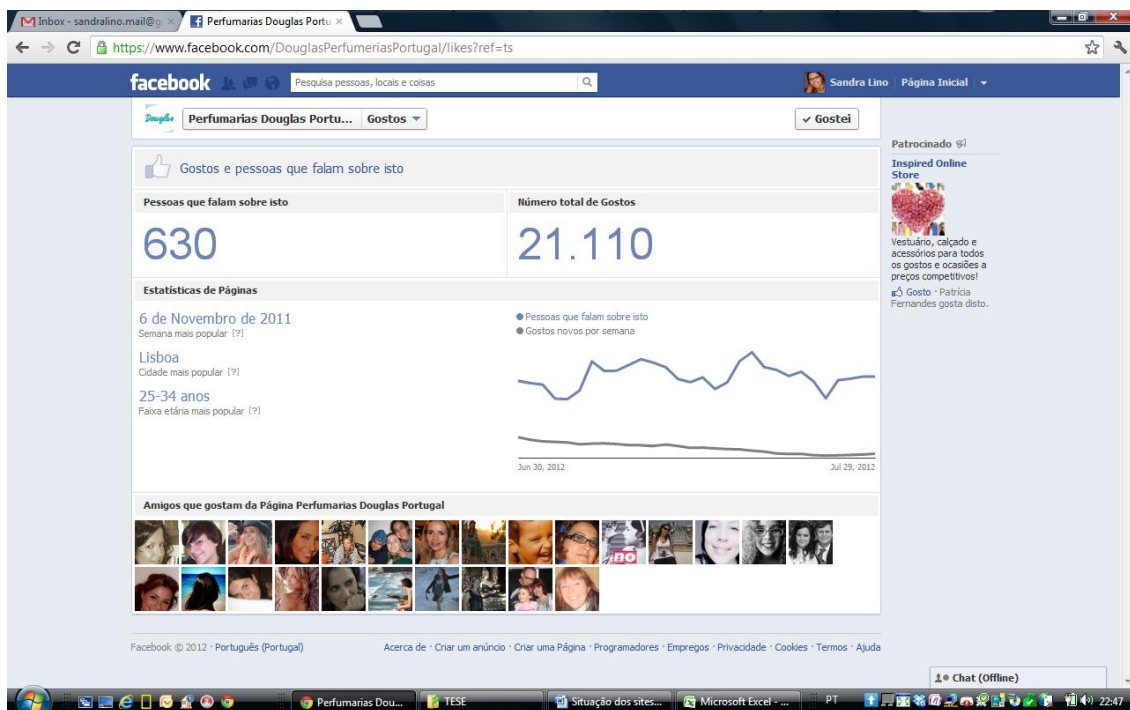 Inbox - sandralino.mail@g
Perfumarias Douglas Portu
https://www.facebook.com/DouglasPerfumeriasPortugal/likes?ref=ts
facebook
Pesquisa pessoas, locais e coisas
Sandra Lino
Página Inicial
Douglas
Perfumarias Douglas Portu...
Gostos
Gostei
Gostos e pessoas que falam sobre isto
Pessoas que falam sobre isto
Número total de Gostos
630
21.110
Estatísticas de Páginas
6 de Novembro de 2011
Semana mais popular [?]
Lisboa
Cidade mais popular [?]
25-34 anos
Faixa etária mais popular [?]
Pessoas que falam sobre isto
Gostos novos por semana
Jun 30, 2012
Jul 29, 2012
Amigos que gostam da Página Perfumarias Douglas Portugal
no
Patrocinado
Inspired Online
Store
Vestuário, calçado e
acessórios para todos
os gostos e ocasiões a
preços competitivos!
Gosto · Patrícia
Fernandes gosta disto.
Facebook © 2012 · Português (Portugal)
Acerca de · Criar um anúncio · Criar uma Página · Programadores · Empregos · Privacidade · Cookies · Termos · Ajuda
Chat (Offline)
Perfumarias Dou...
TESE
Situação dos sites...
Microsoft Excel - ...
PT
22:47